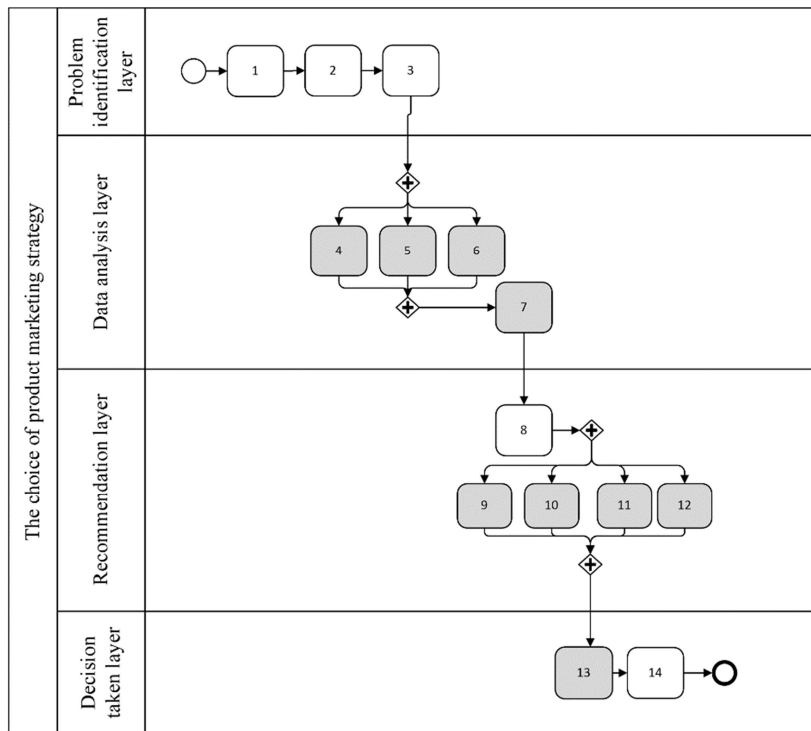 The choice of product marketing strategy
Problem
identification
layer
1
2
3
Data analysis layer
4
5
6
7
Recommendation layer
8
9
10
11
12
Decision
taken layer
13
14